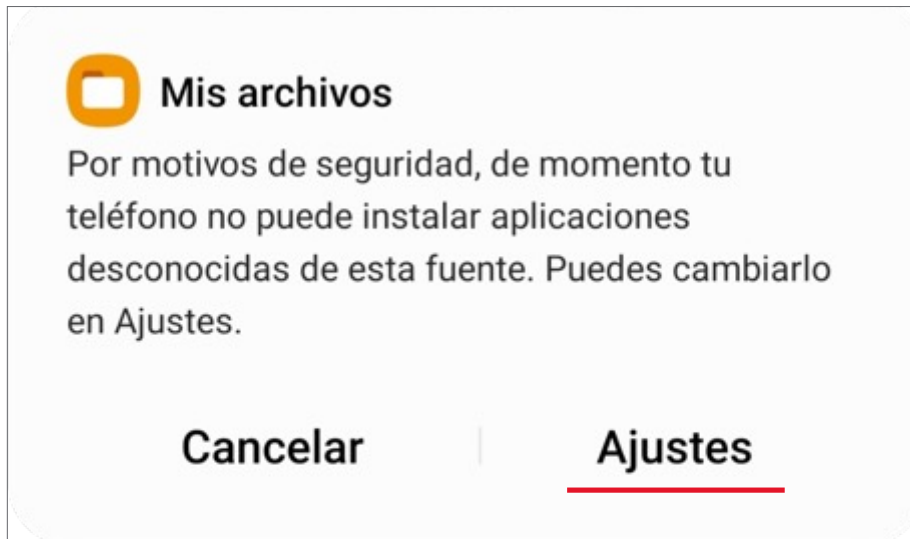 Mis archivos
Por motivos de seguridad, de momento tu
teléfono no puede instalar aplicaciones
desconocidas de esta fuente. Puedes cambiarlo
en Ajustes.
Cancelar
Ajustes